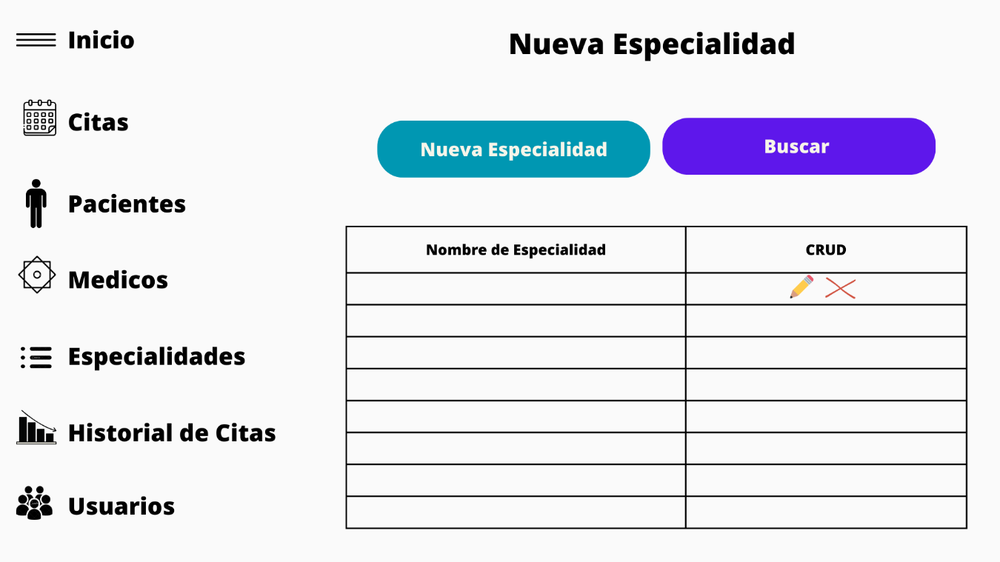 Inicio
Citas
Pacientes
Medicos
Especialidades
Historial de Citas
Usuarios
Nueva Especialidad
Nueva Especialidad
Buscar
Nombre de Especialidad
CRUD